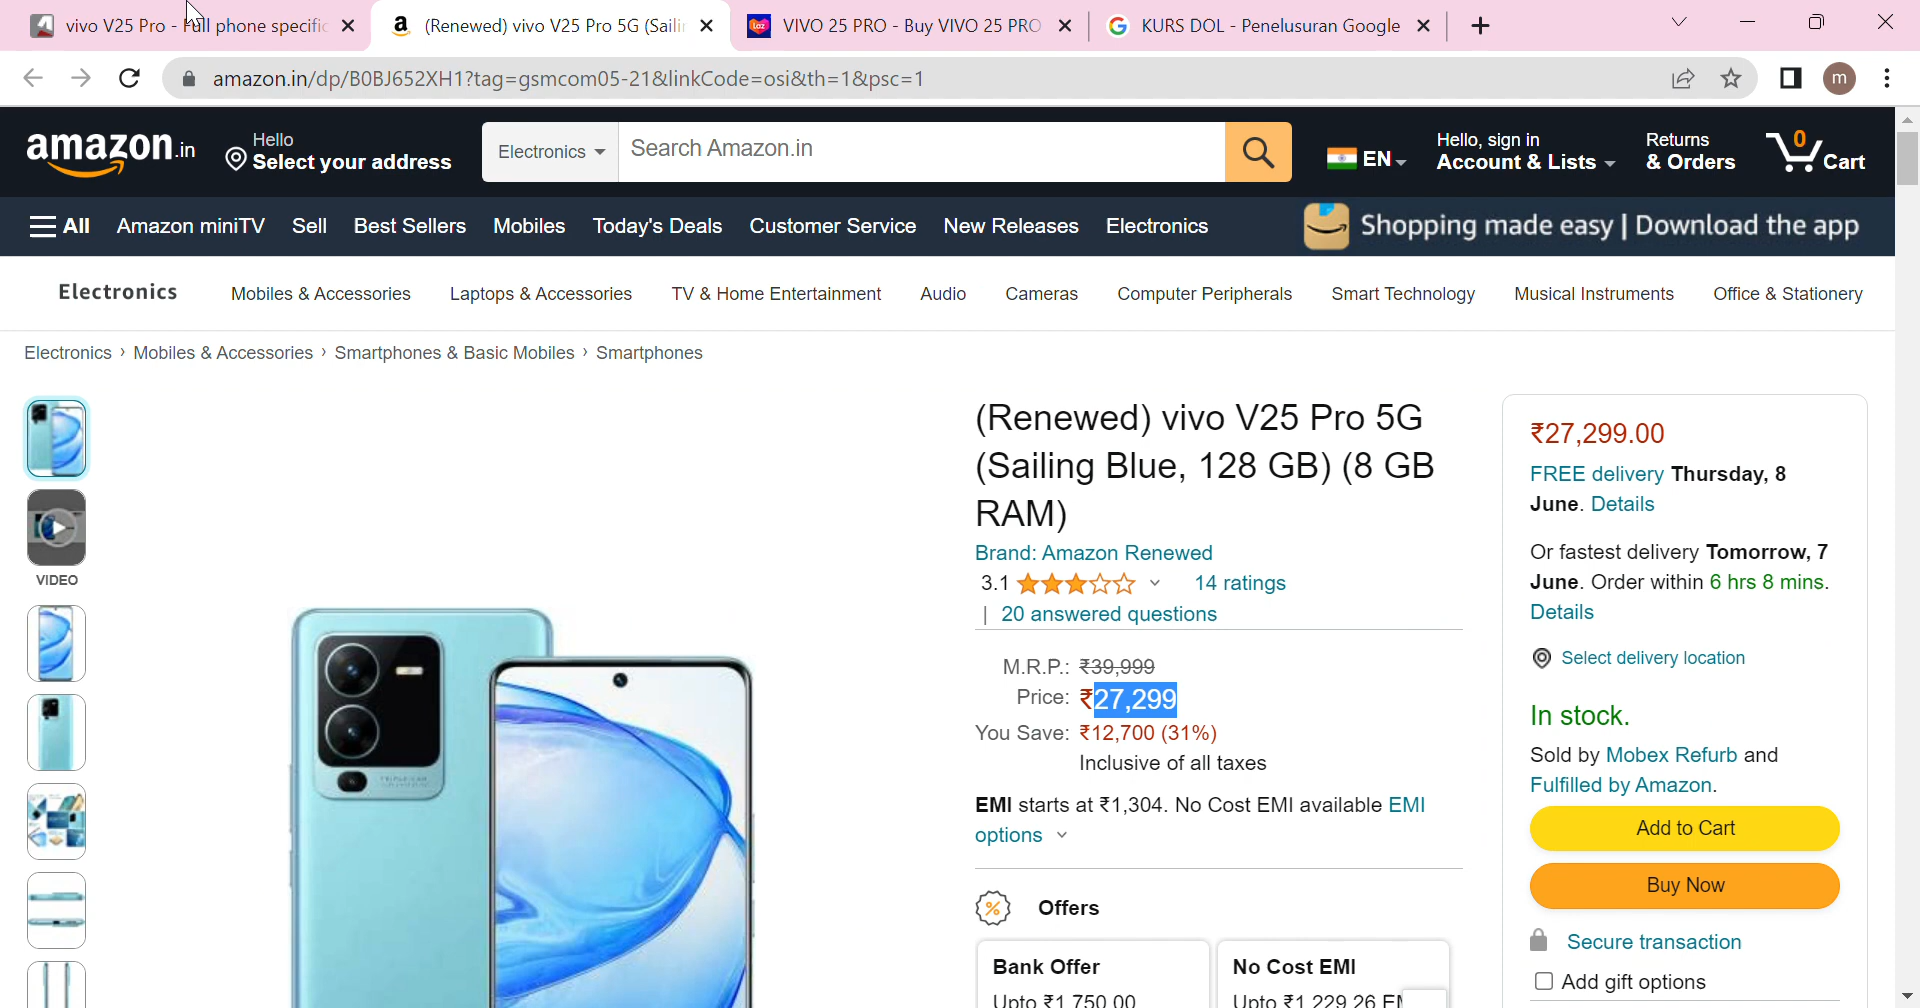 vivo V25 Pro - Full phone specific
(Renewed) vivo V25 Pro 5G (Saili
VIVO 25 PRO - Buy VIVO 25 PRO
KURS DOL - Penelusuran Google
amazon.in/dp/B0BJ652XH1?tag=gsmcom05-21&linkCode=osi&th=1&psc=1
m
amazon.in
Hello
Select your address
Electronics
Search Amazon.in
EN
Hello, sign in
Account & Lists
Returns
& Orders
0
Cart
All
Amazon miniTV
Sell
Best Sellers
Mobiles
Today's Deals
Customer Service
New Releases
Electronics
Shopping made easy | Download the app
Electronics
Mobiles & Accessories
Laptops & Accessories
TV & Home Entertainment
Audio
Cameras
Computer Peripherals
Smart Technology
Musical Instruments
Office & Stationery
Electronics › Mobiles & Accessories › Smartphones & Basic Mobiles › Smartphones
VIDEO
(Renewed) vivo V25 Pro 5G
(Sailing Blue, 128 GB) (8 GB
RAM)
Brand: Amazon Renewed
3.1
14 ratings
| 20 answered questions
M.R.P.: ₹39,999
Price: ₹27,299
You Save: ₹12,700 (31%)
Inclusive of all taxes
EMI starts at ₹1,304. No Cost EMI available EMI
options
Offers
Bank Offer
Upto ₹1,750.00
No Cost EMI
Upto ₹1,229.26 EM
₹27,299.00
FREE delivery Thursday, 8
June. Details
Or fastest delivery Tomorrow, 7
June. Order within 6 hrs 8 mins.
Details
Select delivery location
In stock.
Sold by Mobex Refurb and
Fulfilled by Amazon.
Add to Cart
Buy Now
Secure transaction
Add gift options